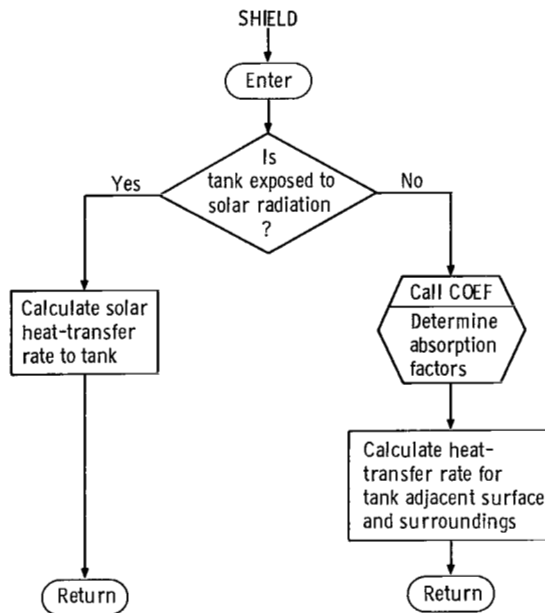 SHIELD
Enter
Is
tank exposed to
solar radiation
?
Yes
No
Calculate solar
heat-transfer
rate to tank
Call COEF
Determine
absorption
factors
Calculate heat-
transfer rate for
tank adjacent surface
and surroundings
Return
Return